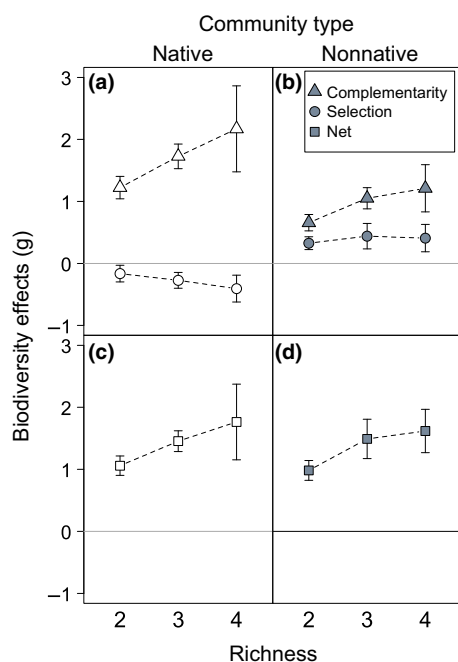 Community type
Native
Nonnative
(a)
(b)
Complementarity
Selection
Net
3
2
1
0
–1
(c)
(d)
3
2
1
0
–1
Biodiversity effects (g)
2 3 4
2 3 4
Richness